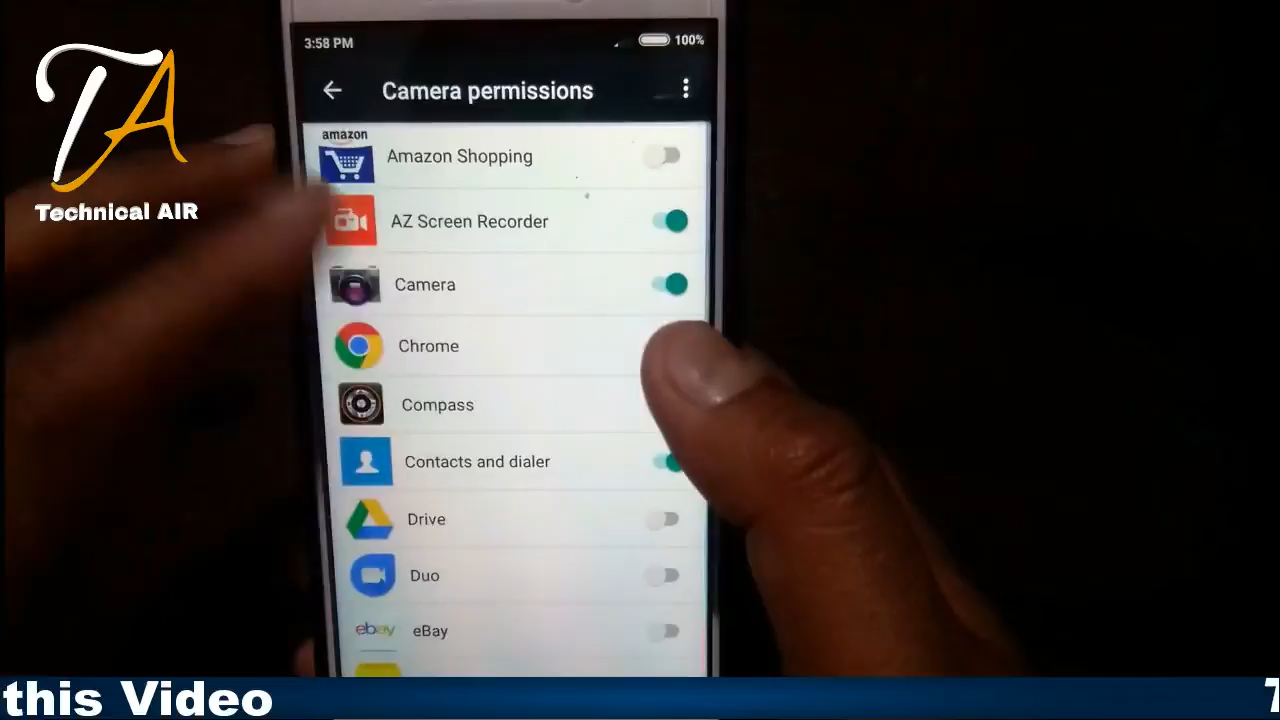 3:58 PM
100%
TA
Technical AIR
Camera permissions
amazon
Amazon Shopping
AZ Screen Recorder
Camera
Chrome
Compass
Contacts and dialer
Drive
Duo
ebay
eBay
this Video